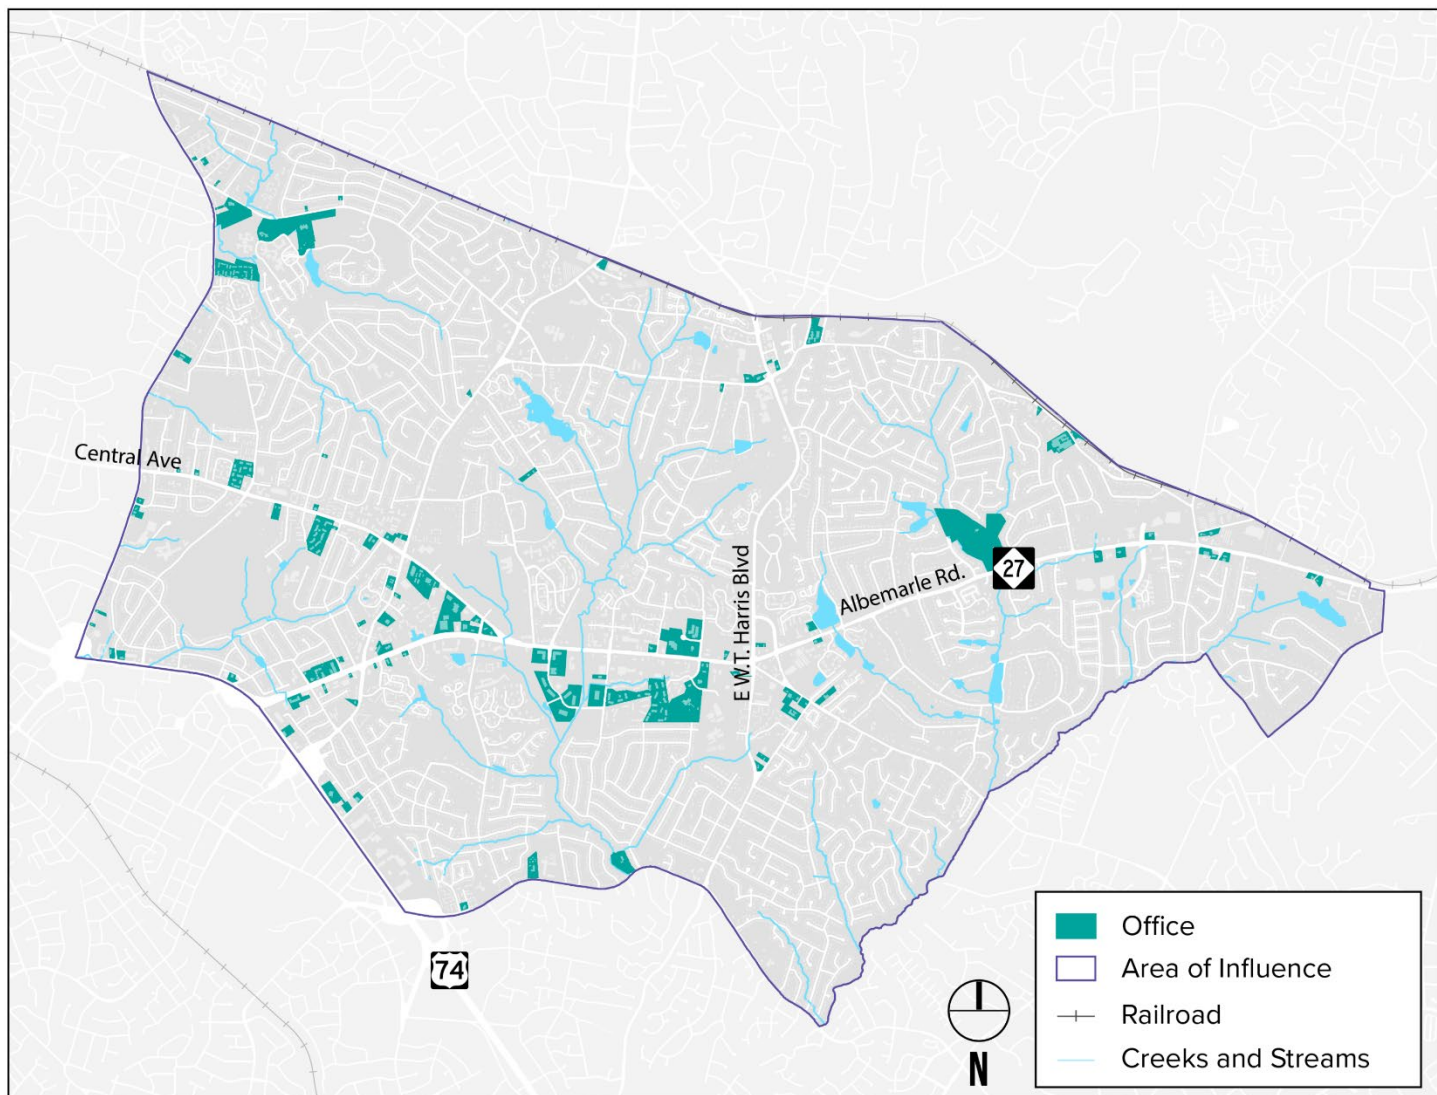 Central Ave
E W.T. Harris Blvd
Albemarle Rd.
27
74
N
Office
Area of Influence
Railroad
Creeks and Streams